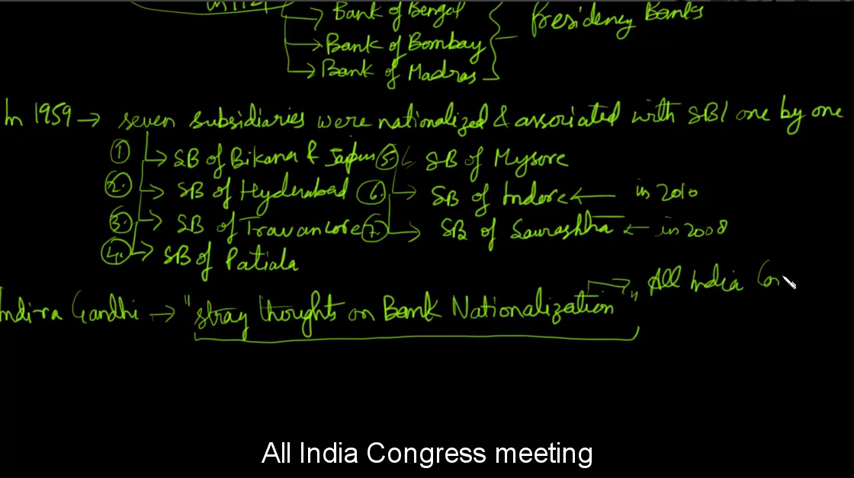 Bank of Bengal
Bank of Bombay
Bank of Madras
Presidency Banks
In 1959 → seven subsidiaries were nationalized & associated with SBI one by one
① SB of Bikana & Jaipur ⑤ SB of Mysore
② SB of Hyderabad ⑥ SB of Indore ← in 2010
③ SB of Travancore ⑦ SB of Saurashtra ← in 2008
④ SB of Patiala
Indira Gandhi → "stray thoughts on Bank Nationalization" → All India Con
All India Congress meeting